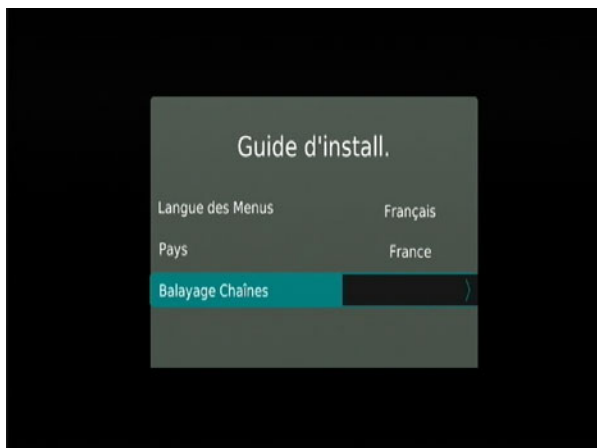 Guide d'install.
Langue des Menus Français
Pays France
Balayage Chaînes